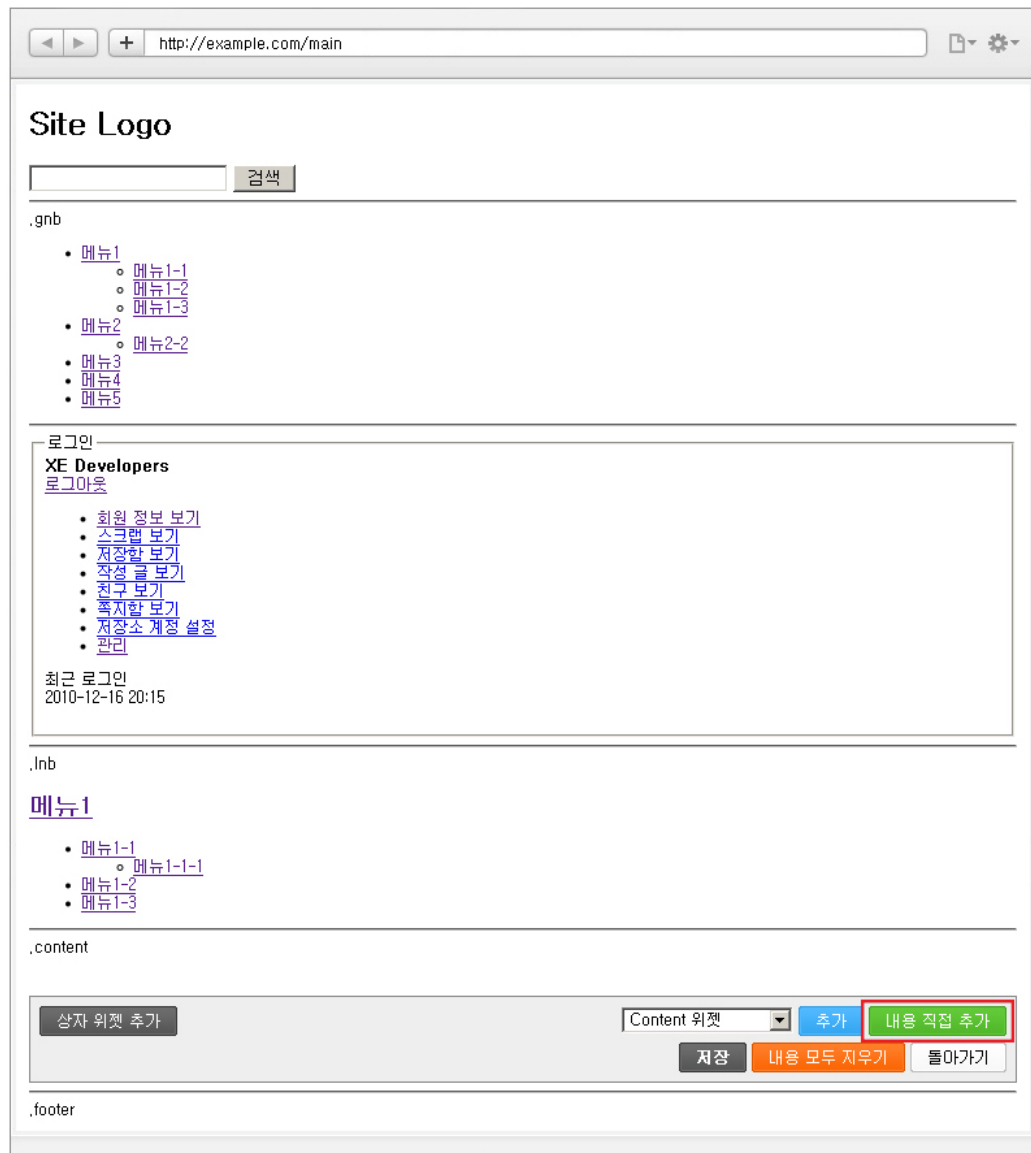 http://example.com/main
Site Logo
검색
.gnb
메뉴1
메뉴1-1
메뉴1-2
메뉴1-3
메뉴2
메뉴2-2
메뉴3
메뉴4
메뉴5
로그인
XE Developers
로그아웃
회원 정보 보기
스크랩 보기
저장함 보기
작성 글 보기
친구 보기
쪽지함 보기
저장소 계정 설정
관리
최근 로그인
2010-12-16 20:15
.lnb
메뉴1
메뉴1-1
메뉴1-1-1
메뉴1-2
메뉴1-3
.content
상자 위젯 추가 Content 위젯 추가 내용 직접 추가
저장 내용 모두 지우기 돌아가기
.footer